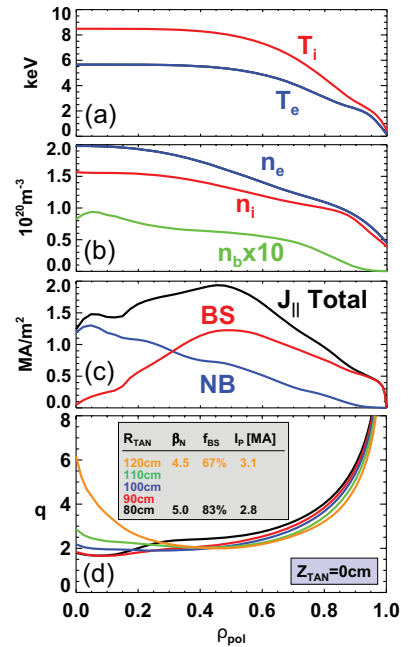 10
8
6
4
2
0
keV
T_i
T_e
(a)
2.0
1.5
1.0
0.5
0.0
10^20 m^-3
n_e
n_i
n_b x10
(b)
2.0
1.5
1.0
0.5
0.0
MA/m^2
J_|| Total
BS
NB
(c)
8
6
4
2
0
q
R_TAN β_N f_BS I_P [MA]
120cm 4.5 67% 3.1
110cm
100cm
90cm
80cm 5.0 83% 2.8
(d)
Z_TAN=0cm
0.0 0.2 0.4 0.6 0.8 1.0
ρ_pol